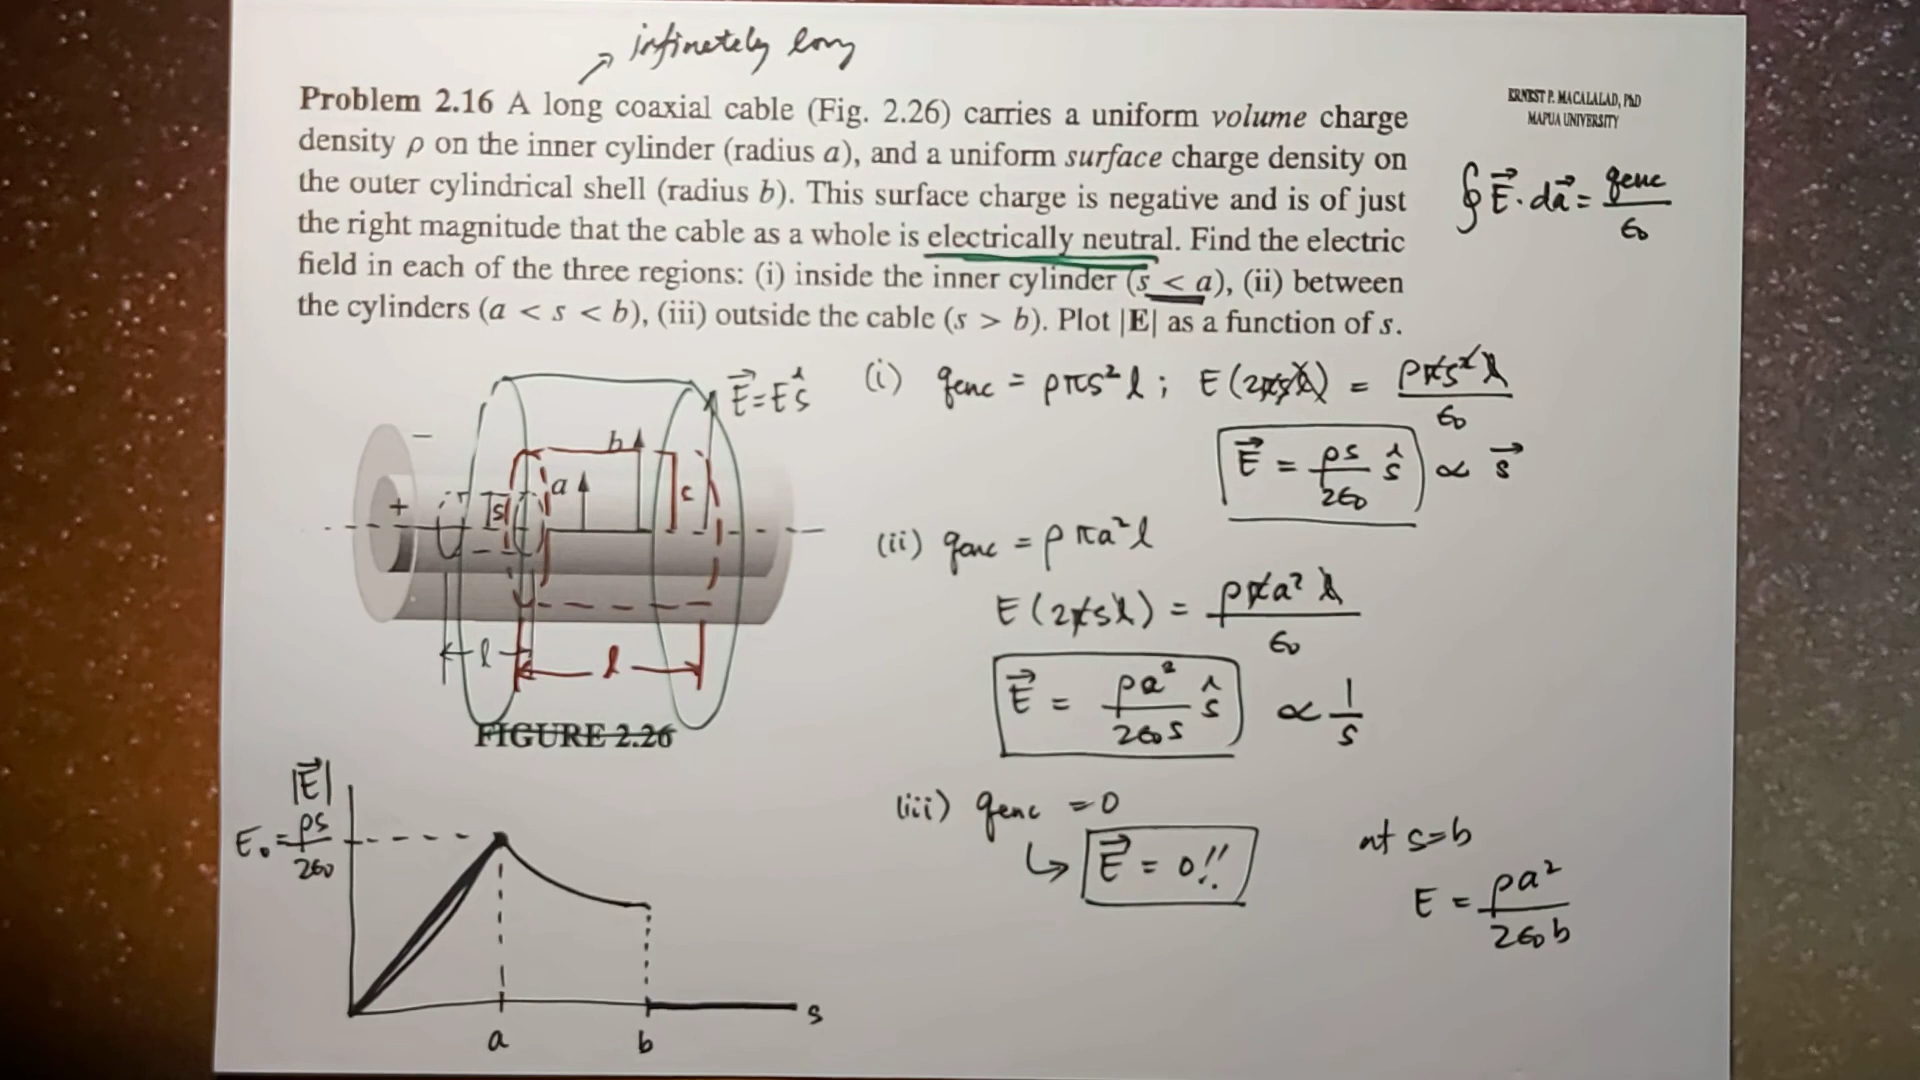 infinetely long
Problem 2.16 A long coaxial cable (Fig. 2.26) carries a uniform volume charge
density ρ on the inner cylinder (radius a), and a uniform surface charge density on
the outer cylindrical shell (radius b). This surface charge is negative and is of just
the right magnitude that the cable as a whole is electrically neutral. Find the electric
field in each of the three regions: (i) inside the inner cylinder (s < a), (ii) between
the cylinders (a < s < b), (iii) outside the cable (s > b). Plot |E| as a function of s.
ERNEST P. MACALALAD, PhD
MAPUA UNIVERSITY
∮ E⃗ · da⃗ = qenc / ε₀
E⃗ = E ŝ
−
+
s
a
b
c
l
l
FIGURE 2.26
(i) qenc = ρπs² l ; E (2πsl) = ρπs² l / ε₀
E⃗ = ρs / 2ε₀ ŝ ∝ s⃗
(ii) qenc = ρπa² l
E (2πsl) = ρπa² l / ε₀
E⃗ = ρa² / 2ε₀s ŝ ∝ 1/s
(iii) qenc = 0
↳ E⃗ = 0!!
at s=b
E = ρa² / 2ε₀b
|E⃗|
E₀ = ρs / 2ε₀
a
b
s